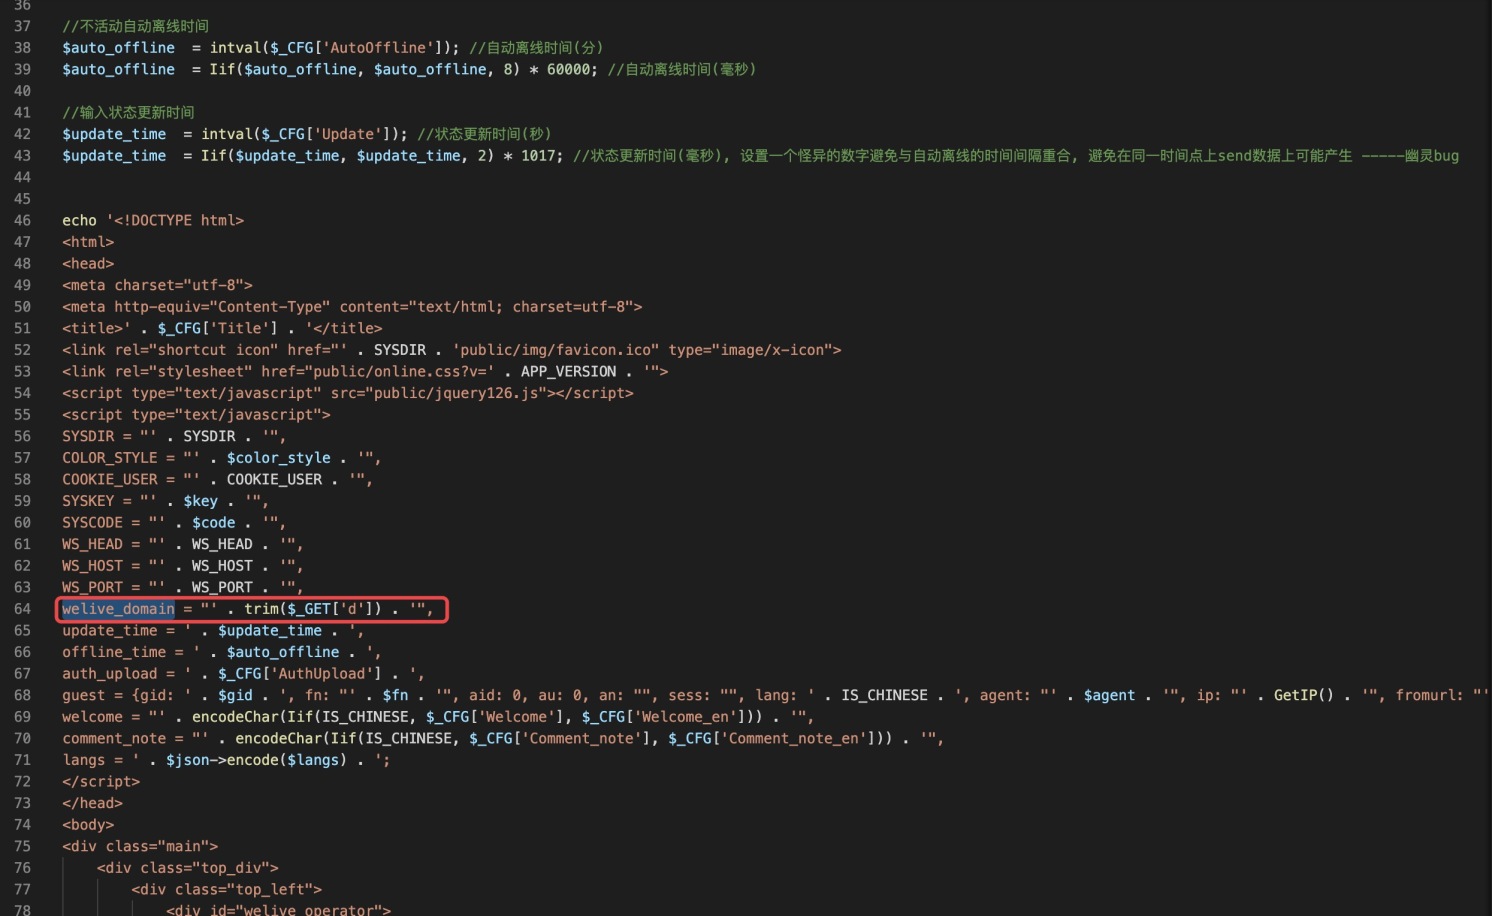 36
37 //不活动自动离线时间
38 $auto_offline  = intval($_CFG['AutoOffline']); //自动离线时间(分)
39 $auto_offline  = Iif($auto_offline, $auto_offline, 8) * 60000; //自动离线时间(毫秒)
40
41 //输入状态更新时间
42 $update_time  = intval($_CFG['Update']); //状态更新时间(秒)
43 $update_time  = Iif($update_time, $update_time, 2) * 1017; //状态更新时间(毫秒), 设置一个怪异的数字避免与自动离线的时间间隔重合, 避免在同一时间点上send数据上可能产生 -----幽灵bug
44
45
46 echo '<!DOCTYPE html>
47 <html>
48 <head>
49 <meta charset="utf-8">
50 <meta http-equiv="Content-Type" content="text/html; charset=utf-8">
51 <title>' . $_CFG['Title'] . '</title>
52 <link rel="shortcut icon" href="' . SYSDIR . 'public/img/favicon.ico" type="image/x-icon">
53 <link rel="stylesheet" href="public/online.css?v=' . APP_VERSION . '">
54 <script type="text/javascript" src="public/jquery126.js"></script>
55 <script type="text/javascript">
56 SYSDIR = "' . SYSDIR . '",
57 COLOR_STYLE = "' . $color_style . '",
58 COOKIE_USER = "' . COOKIE_USER . '",
59 SYSKEY = "' . $key . '",
60 SYSCODE = "' . $code . '",
61 WS_HEAD = "' . WS_HEAD . '",
62 WS_HOST = "' . WS_HOST . '",
63 WS_PORT = "' . WS_PORT . '",
64 welive_domain = "' . trim($_GET['d']) . '",
65 update_time = ' . $update_time . ',
66 offline_time = ' . $auto_offline . ',
67 auth_upload = ' . $_CFG['AuthUpload'] . ',
68 guest = {gid: ' . $gid . ', fn: "' . $fn . '", aid: 0, au: 0, an: "", sess: "", lang: ' . IS_CHINESE . ', agent: "' . $agent . '", ip: "' . GetIP() . '", fromurl: "'
69 welcome = "' . encodeChar(Iif(IS_CHINESE, $_CFG['Welcome'], $_CFG['Welcome_en'])) . '",
70 comment_note = "' . encodeChar(Iif(IS_CHINESE, $_CFG['Comment_note'], $_CFG['Comment_note_en'])) . '",
71 langs = ' . $json->encode($langs) . ';
72 </script>
73 </head>
74 <body>
75 <div class="main">
76 <div class="top_div">
77 <div class="top_left">
78 <div id="welive_operator">